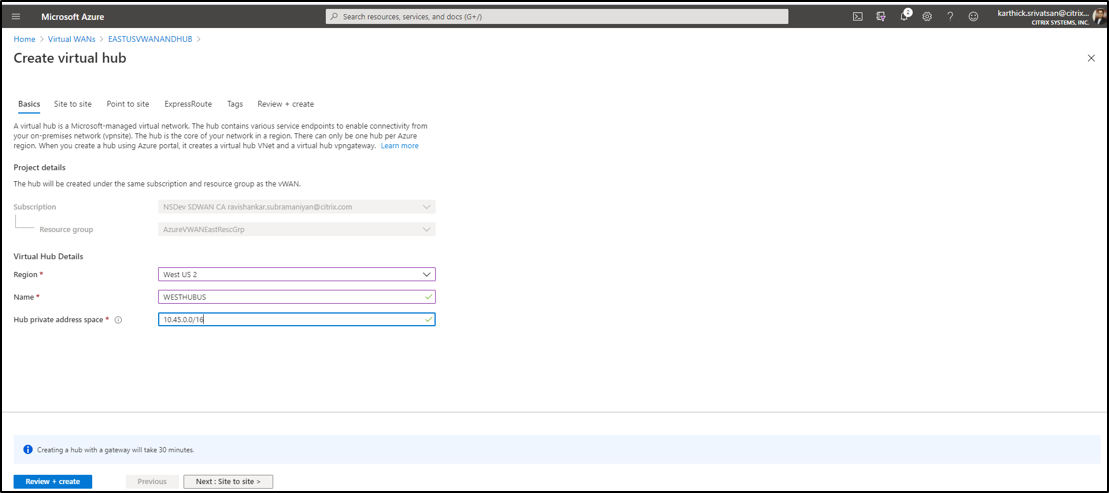 Microsoft Azure
Search resources, services, and docs (G+/)
2
karthick.srivatsan@citrix...
CITRIX SYSTEMS, INC.
Home > Virtual WANs > EASTUSVWANANDHUB >
Create virtual hub
Basics Site to site Point to site ExpressRoute Tags Review + create
A virtual hub is a Microsoft-managed virtual network. The hub contains various service endpoints to enable connectivity from
your on-premises network (vpnsite). The hub is the core of your network in a region. There can only be one hub per Azure
region. When you create a hub using Azure portal, it creates a virtual hub VNet and a virtual hub vpngateway. Learn more
Project details
The hub will be created under the same subscription and resource group as the vWAN.
Subscription NSDev SDWAN CA ravishankar.subramaniyan@citrix.com
Resource group AzureVWANEastRescGrp
Virtual Hub Details
Region * West US 2
Name * WESTHUBUS
Hub private address space * 10.45.0.0/16
Creating a hub with a gateway will take 30 minutes.
Review + create Previous Next : Site to site >